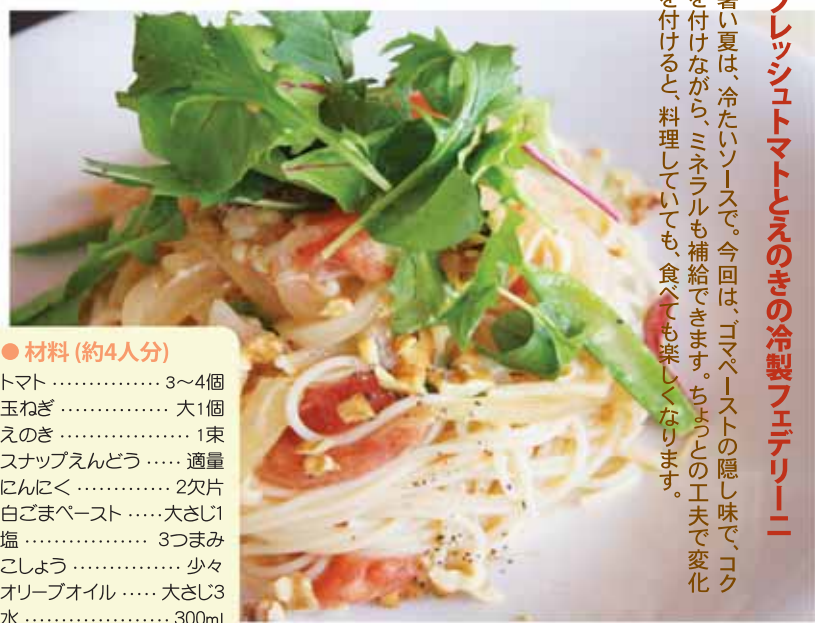 フレッシュトマトとえのきの冷製フェデリーニ
暑い夏は、冷たいソースで。今回は、ゴマペーストの隠し味で、コク
を付けながら、ミネラルも補給できます。ちょっとの工夫で変化
を付けると、料理していても、食べても楽しくなります。
● 材料 (約4人分)
トマト ··············· 3〜4個
玉ねぎ ··············· 大1個
えのき ·················· 1束
スナップえんどう ····· 適量
にんにく ············· 2欠片
白ごまペースト ·····大さじ1
塩 ················· 3つまみ
こしょう ··············· 少々
オリーブオイル ····· 大さじ3
水 ···················· 300ml